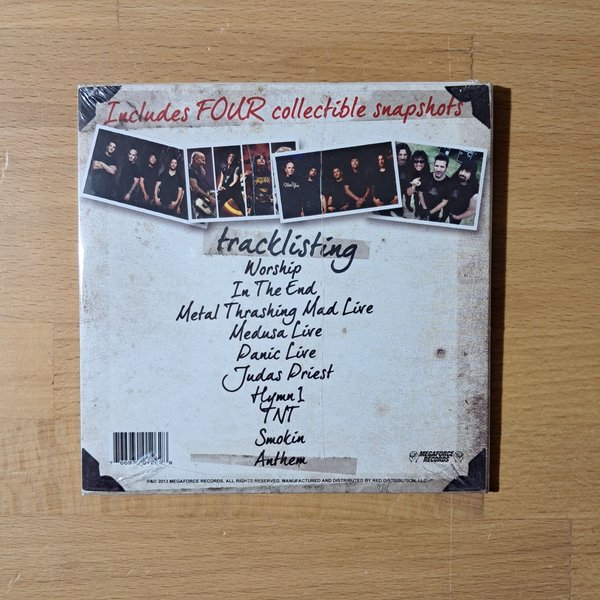 Includes FOUR collectible snapshots
tracklisting
Worship
In The End
Metal Thrashing Mad Live
Medusa Live
Panic Live
Judas Priest
Hymn 1
TNT
Smokin
Anthem
MEGAFORCE
RECORDS
℗&© 2013 MEGAFORCE RECORDS. ALL RIGHTS RESERVED. MANUFACTURED AND DISTRIBUTED BY RED DISTRIBUTION, LLC